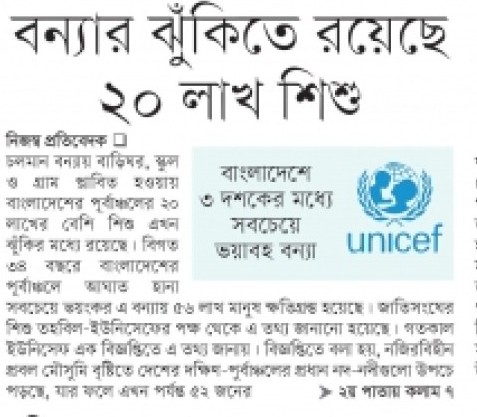 বন্যার ঝুঁকিতে রয়েছে
২০ লাখ শিশু
নিজস্ব প্রতিবেদক
চলমান বন্যায় বাড়িঘর, স্কুল
ও গ্রাম প্লাবিত হওয়ায়
বাংলাদেশের পূর্বাঞ্চলের ২০
লাখের বেশি শিশু এখন
ঝুঁকির মধ্যে রয়েছে। বিগত
৩৪ বছরে বাংলাদেশের
পূর্বাঞ্চলে আঘাত হানা
বাংলাদেশে
৩ দশকের মধ্যে
সবচেয়ে
ভয়াবহ বন্যা
unicef
সবচেয়ে ভয়ংকর এ বন্যায় ৫৬ লাখ মানুষ ক্ষতিগ্রস্ত হয়েছে। জাতিসংঘের
শিশু তহবিল-ইউনিসেফের পক্ষ থেকে এ তথ্য জানানো হয়েছে। গতকাল
ইউনিসেফ এক বিজ্ঞপ্তিতে এ তথ্য জানায়। বিজ্ঞপ্তিতে বলা হয়, নজিরবিহীন
প্রবল মৌসুমি বৃষ্টিতে দেশের দক্ষিণ-পূর্বাঞ্চলের প্রধান নদ-নদীগুলো উপচে
পড়ছে, যার ফলে এখন পর্যন্ত ৫২ জনের
➤ ২য় পাতায় কলাম ৭